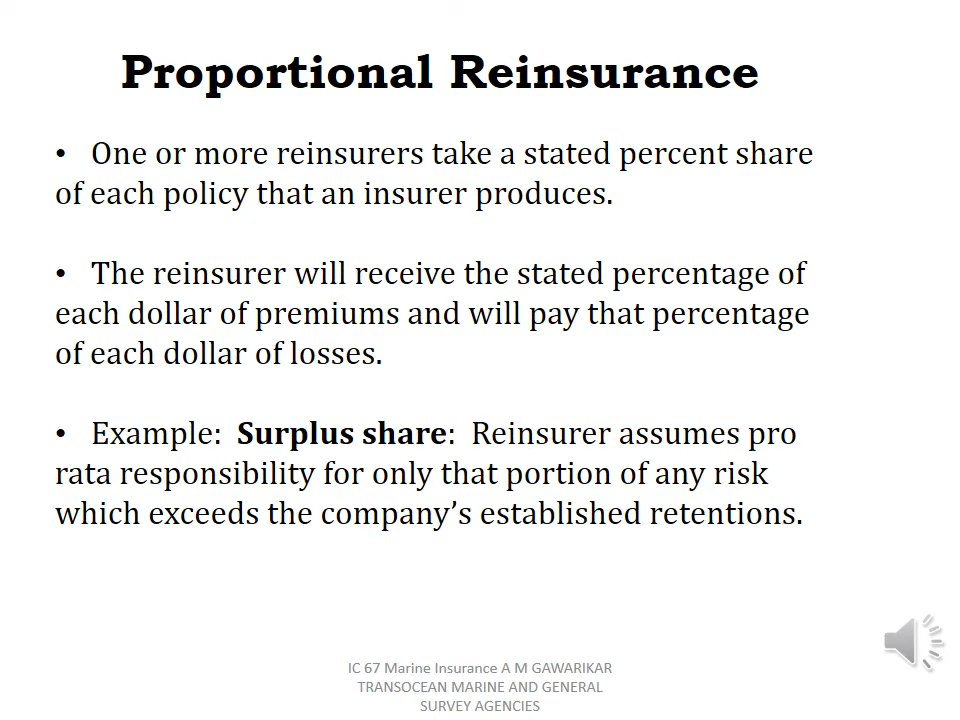 Proportional Reinsurance
• One or more reinsurers take a stated percent share
of each policy that an insurer produces.
• The reinsurer will receive the stated percentage of
each dollar of premiums and will pay that percentage
of each dollar of losses.
• Example: Surplus share: Reinsurer assumes pro
rata responsibility for only that portion of any risk
which exceeds the company’s established retentions.
IC 67 Marine Insurance A M GAWARIKAR
TRANSOCEAN MARINE AND GENERAL
SURVEY AGENCIES